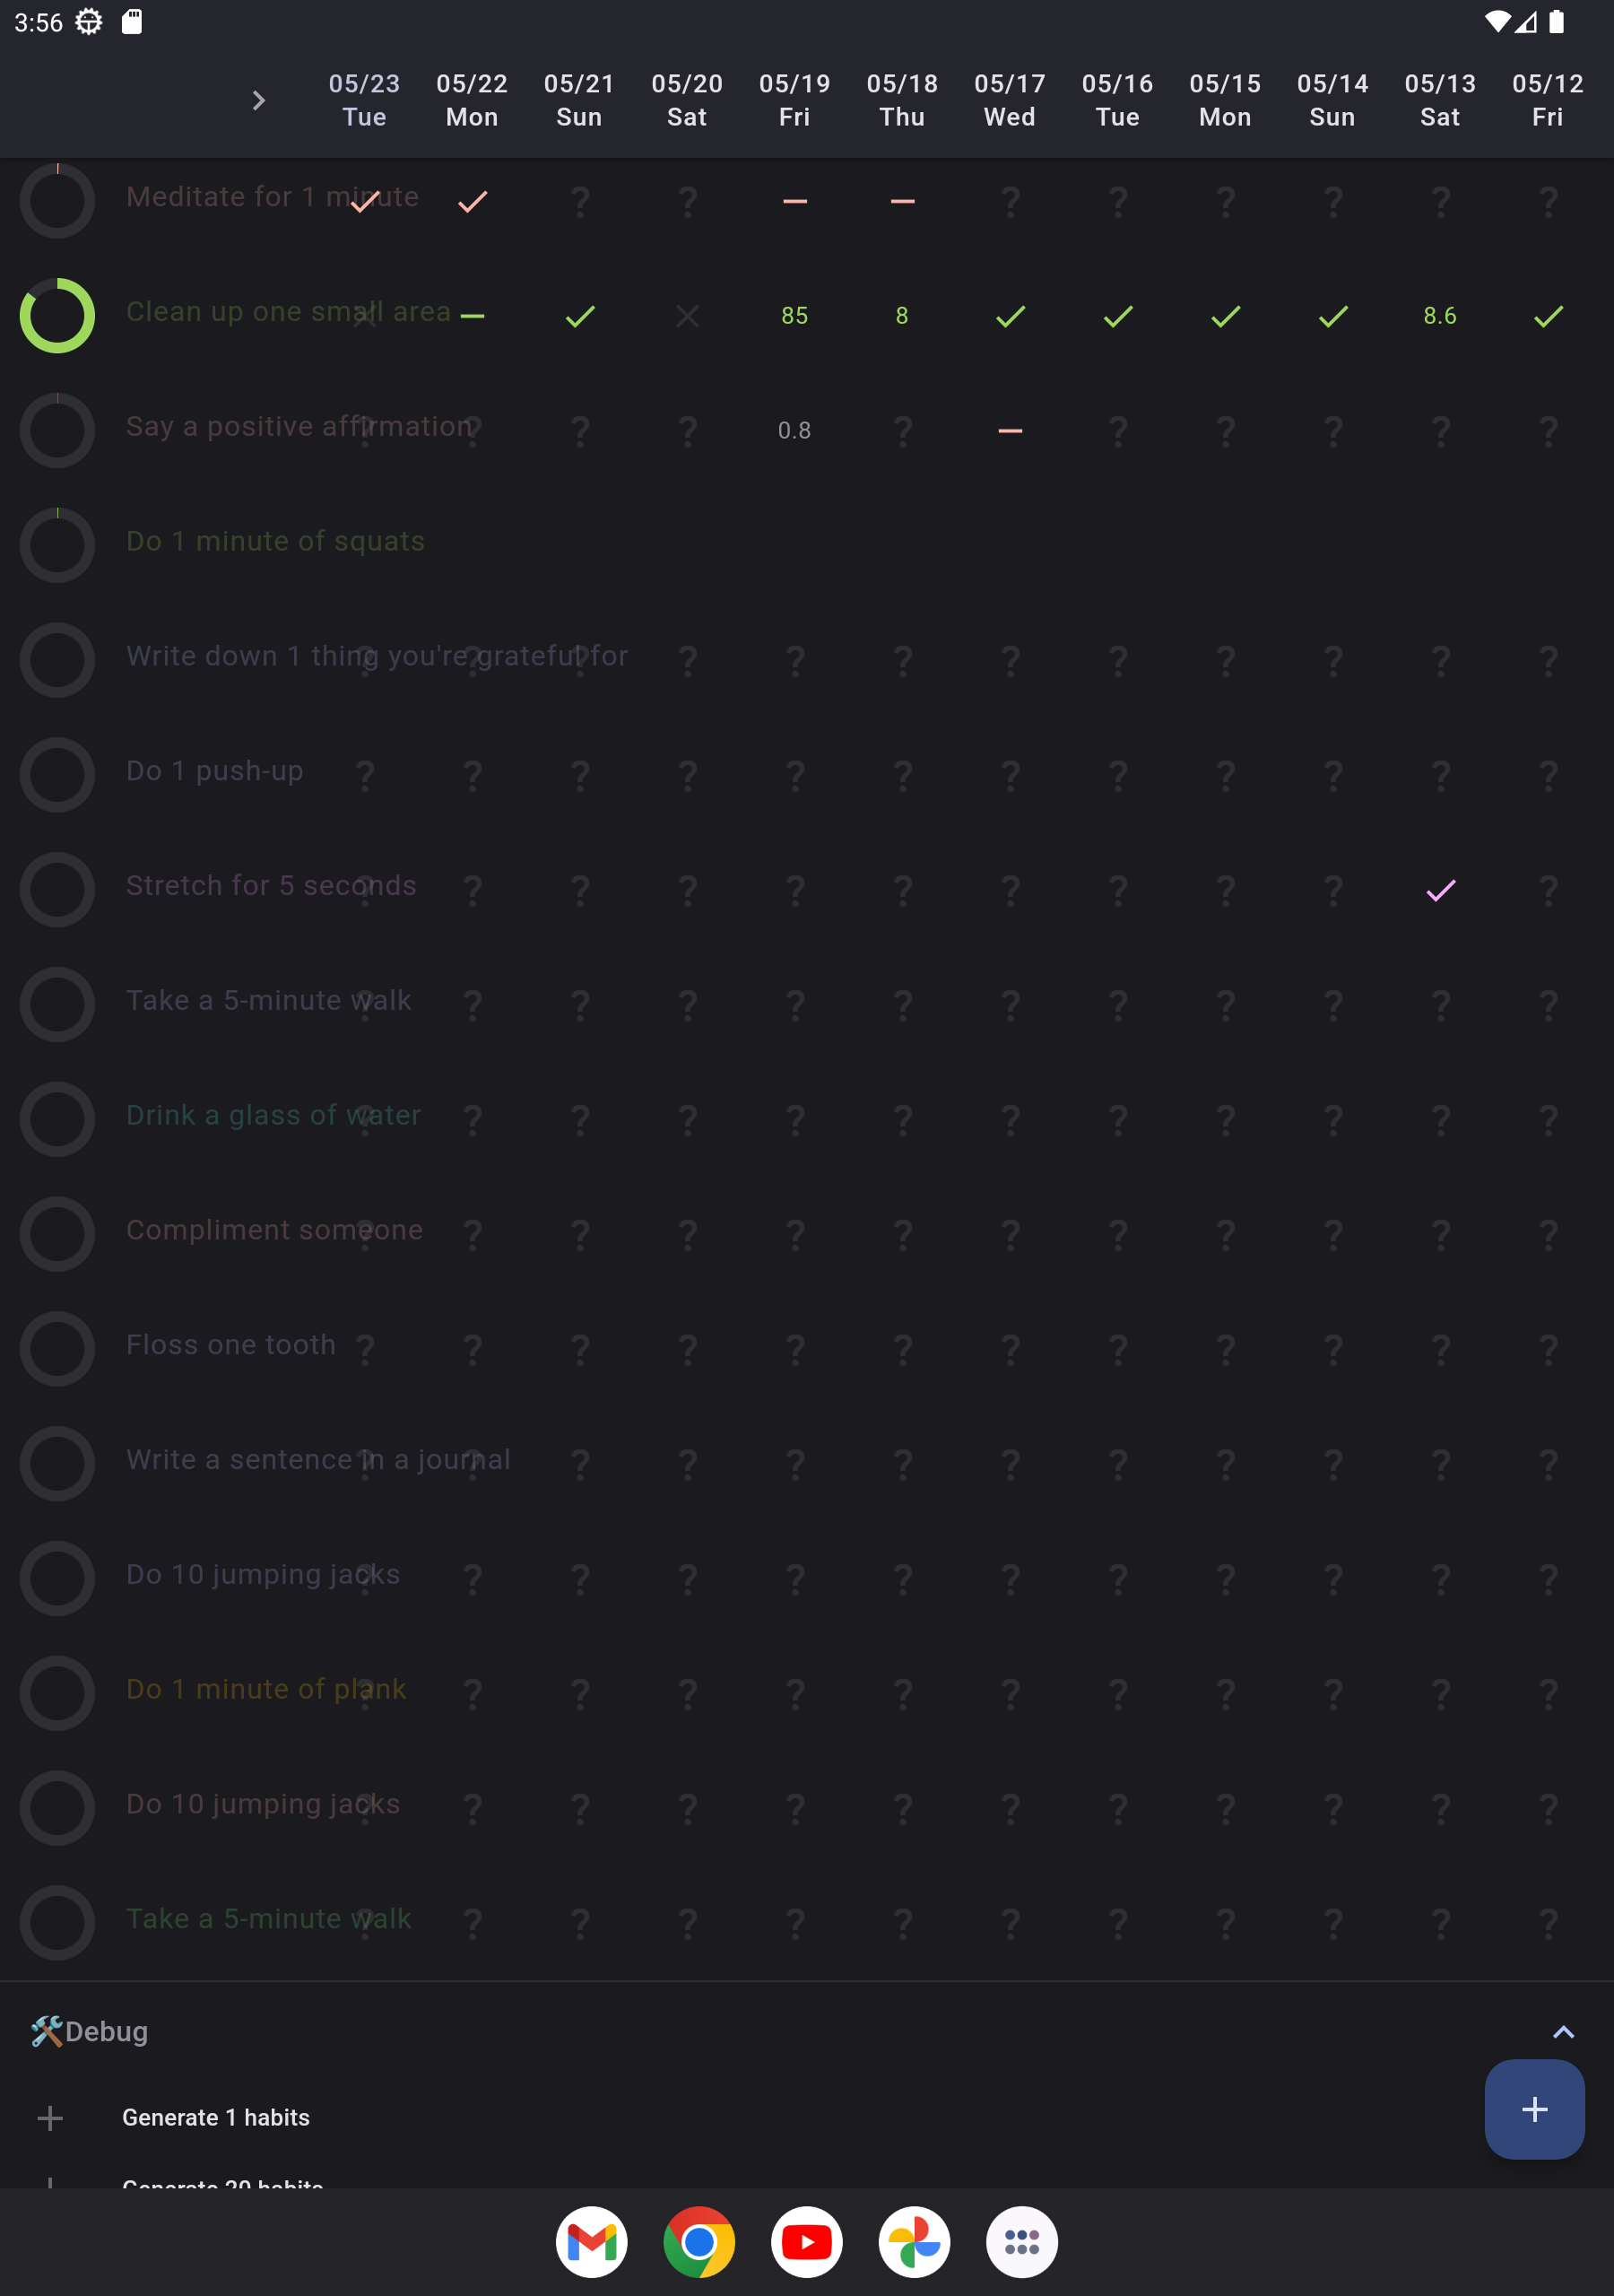 3:56
05/23 05/22 05/21 05/20 05/19 05/18 05/17 05/16 05/15 05/14 05/13 05/12
Tue Mon Sun Sat Fri Thu Wed Tue Mon Sun Sat Fri
Meditate for 1 minute ? ? ? ? ? ? ? ?
Clean up one small area 85 8 8.6
Say a positive affirmation ? ? ? ? 0.8 ? ? ? ? ? ?
Do 1 minute of squats
Write down 1 thing you're grateful for ? ? ? ? ? ? ? ? ? ? ? ?
Do 1 push-up ? ? ? ? ? ? ? ? ? ? ? ?
Stretch for 5 seconds ? ? ? ? ? ? ? ? ? ? ?
Take a 5-minute walk ? ? ? ? ? ? ? ? ? ? ? ?
Drink a glass of water ? ? ? ? ? ? ? ? ? ? ? ?
Compliment someone ? ? ? ? ? ? ? ? ? ? ? ?
Floss one tooth ? ? ? ? ? ? ? ? ? ? ? ?
Write a sentence in a journal ? ? ? ? ? ? ? ? ? ? ? ?
Do 10 jumping jacks ? ? ? ? ? ? ? ? ? ? ? ?
Do 1 minute of plank ? ? ? ? ? ? ? ? ? ? ? ?
Do 10 jumping jacks ? ? ? ? ? ? ? ? ? ? ? ?
Take a 5-minute walk ? ? ? ? ? ? ? ? ? ? ? ?
🛠️Debug
Generate 1 habits
Generate 20 habits